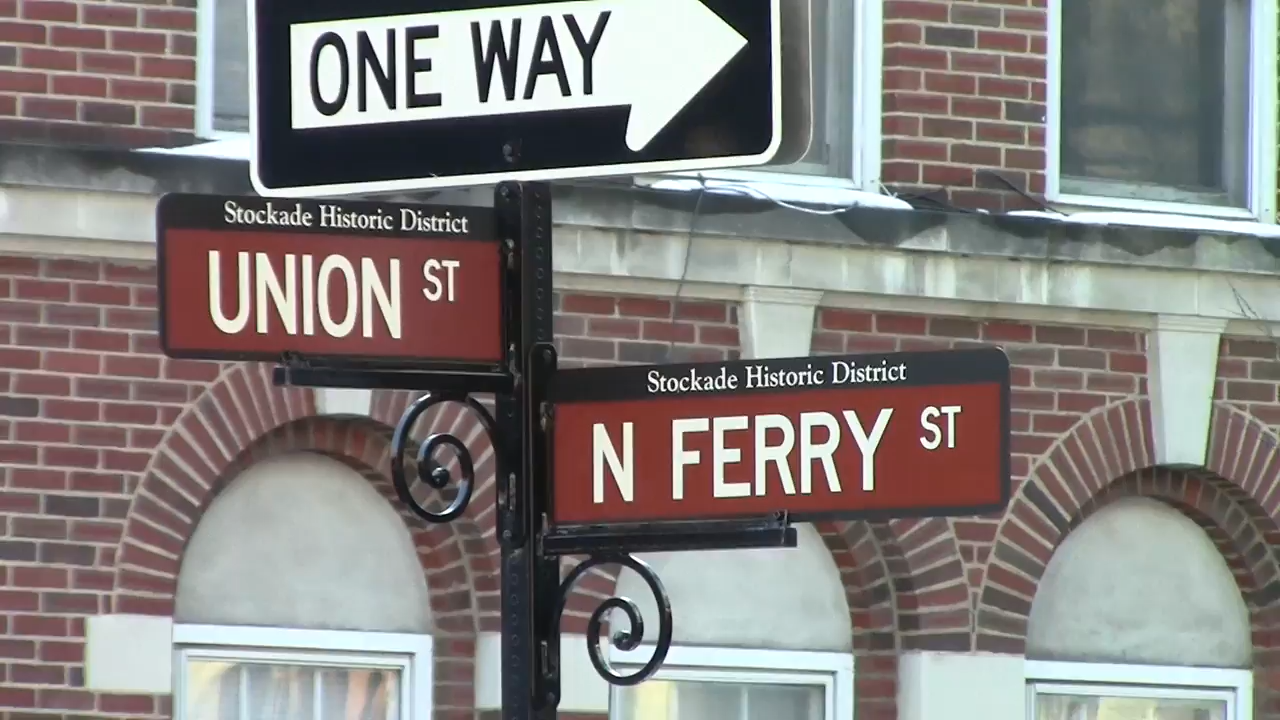 ONE WAY
Stockade Historic District
UNION ST
Stockade Historic District
N FERRY ST